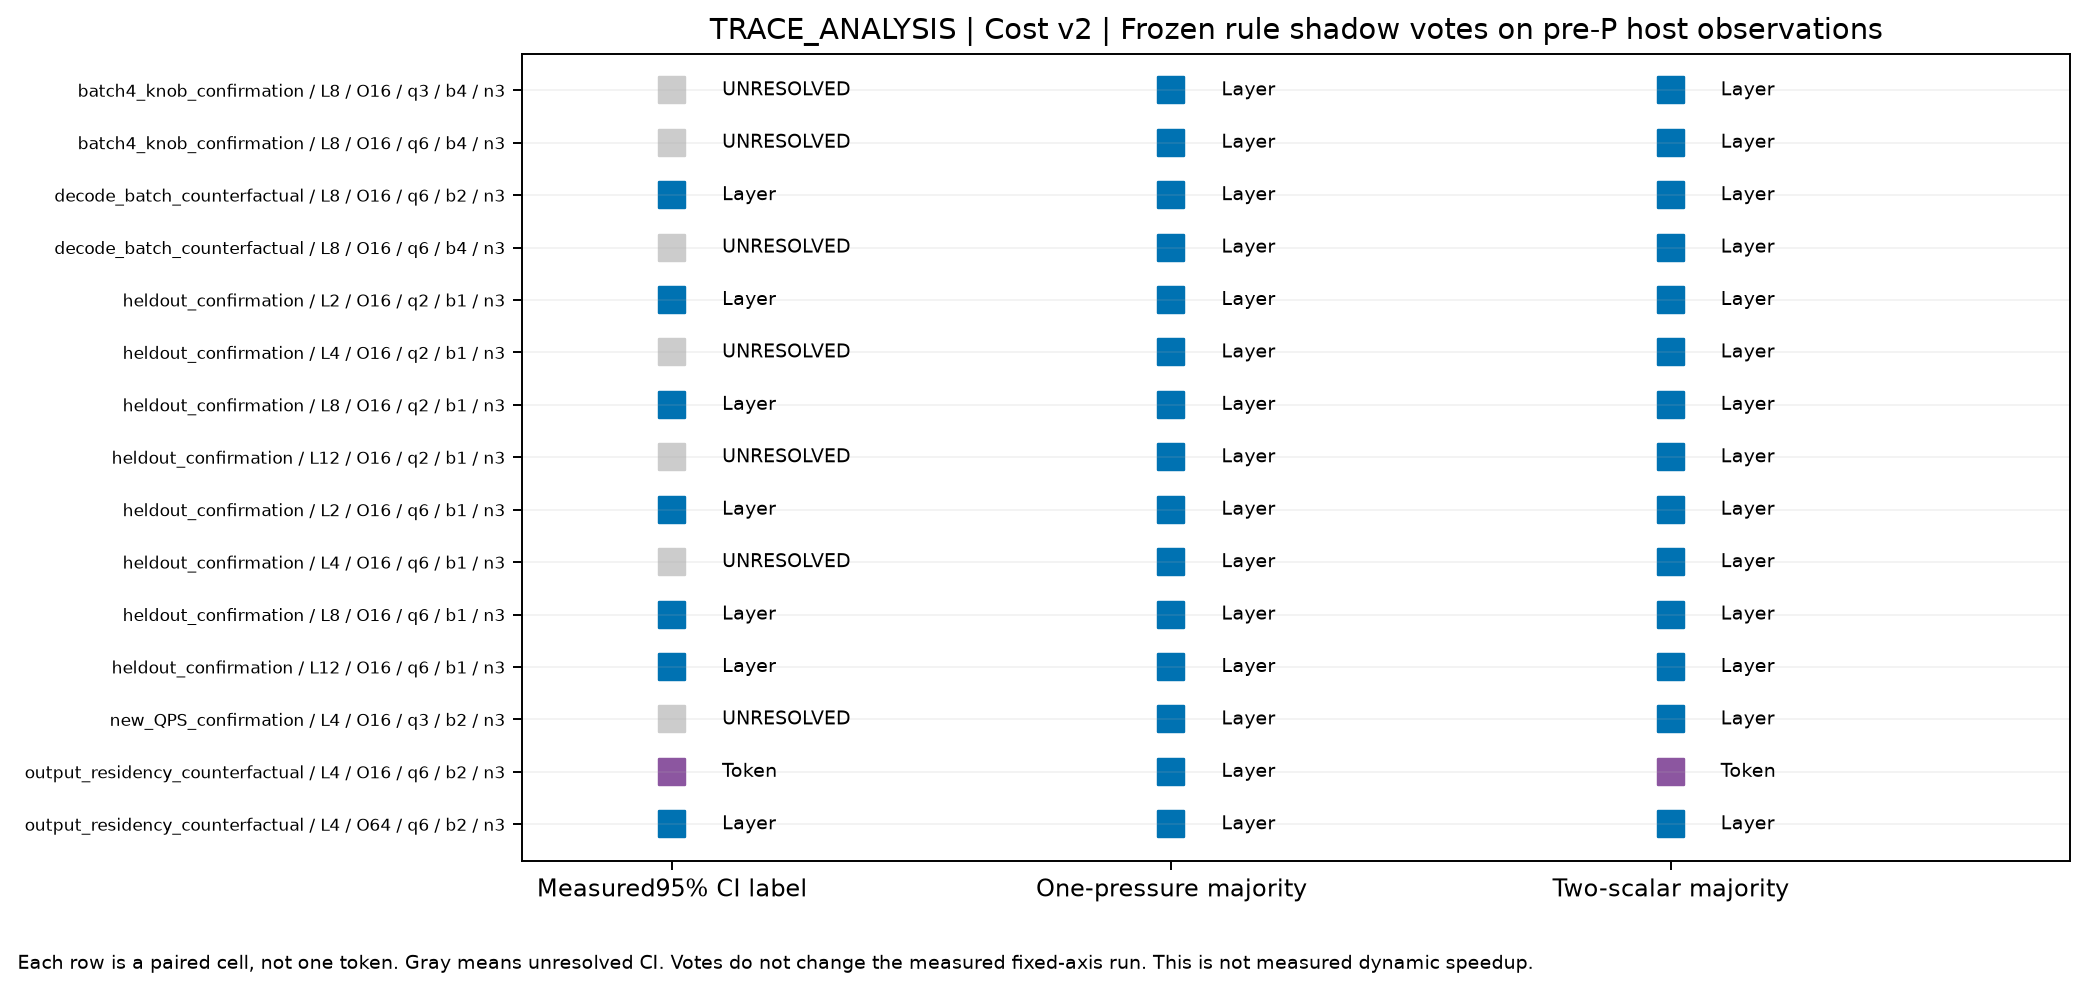 TRACE_ANALYSIS | Cost v2 | Frozen rule shadow votes on pre-P host observations
batch4_knob_confirmation / L8 / O16 / q3 / b4 / n3 UNRESOLVED Layer Layer
batch4_knob_confirmation / L8 / O16 / q6 / b4 / n3 UNRESOLVED Layer Layer
decode_batch_counterfactual / L8 / O16 / q6 / b2 / n3 Layer Layer Layer
decode_batch_counterfactual / L8 / O16 / q6 / b4 / n3 UNRESOLVED Layer Layer
heldout_confirmation / L2 / O16 / q2 / b1 / n3 Layer Layer Layer
heldout_confirmation / L4 / O16 / q2 / b1 / n3 UNRESOLVED Layer Layer
heldout_confirmation / L8 / O16 / q2 / b1 / n3 Layer Layer Layer
heldout_confirmation / L12 / O16 / q2 / b1 / n3 UNRESOLVED Layer Layer
heldout_confirmation / L2 / O16 / q6 / b1 / n3 Layer Layer Layer
heldout_confirmation / L4 / O16 / q6 / b1 / n3 UNRESOLVED Layer Layer
heldout_confirmation / L8 / O16 / q6 / b1 / n3 Layer Layer Layer
heldout_confirmation / L12 / O16 / q6 / b1 / n3 Layer Layer Layer
new_QPS_confirmation / L4 / O16 / q3 / b2 / n3 UNRESOLVED Layer Layer
output_residency_counterfactual / L4 / O16 / q6 / b2 / n3 Token Layer Token
output_residency_counterfactual / L4 / O64 / q6 / b2 / n3 Layer Layer Layer
Measured95% CI label One-pressure majority Two-scalar majority
Each row is a paired cell, not one token. Gray means unresolved CI. Votes do not change the measured fixed-axis run. This is not measured dynamic speedup.